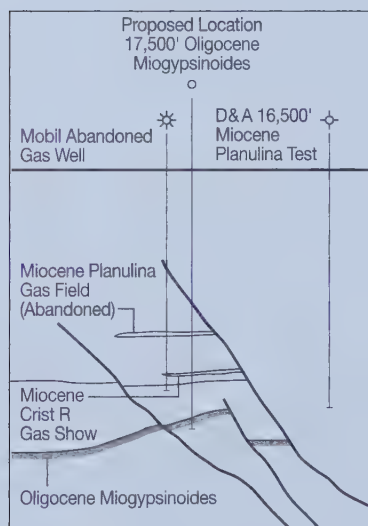 Proposed Location
17,500' Oligocene
Miogypsinoides
Mobil Abandoned
Gas Well
D&A 16,500'
Miocene
Planulina Test
Miocene Planulina
Gas Field
(Abandoned)
Miocene
Crist R
Gas Show
Oligocene Miogypsinoides